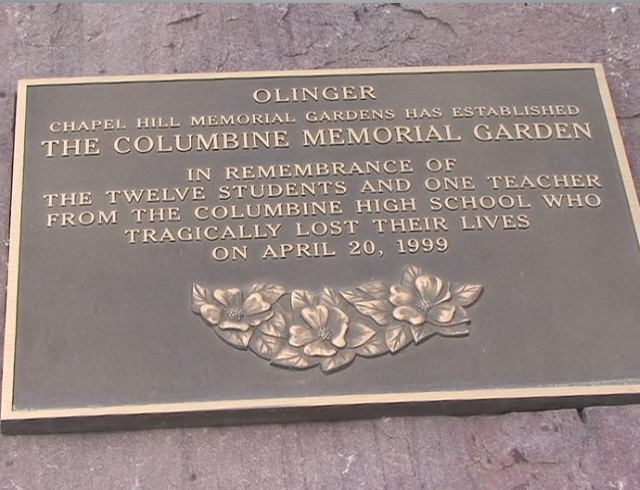 OLINGER
CHAPEL HILL MEMORIAL GARDENS HAS ESTABLISHED
THE COLUMBINE MEMORIAL GARDEN
IN REMEMBRANCE OF
THE TWELVE STUDENTS AND ONE TEACHER
FROM THE COLUMBINE HIGH SCHOOL WHO
TRAGICALLY LOST THEIR LIVES
ON APRIL 20, 1999